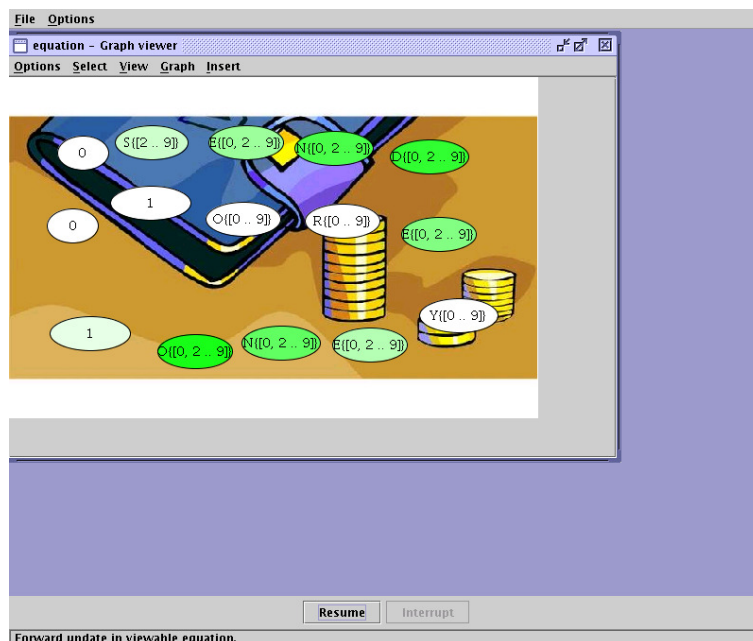 File Options
equation – Graph viewer
Options Select View Graph Insert
0 S{[2 .. 9]} E{[0, 2 .. 9]} N{[0, 2 .. 9]} D{[0, 2 .. 9]}
0 1 O{[0 .. 9]} R{[0 .. 9]} E{[0, 2 .. 9]}
Y{[0 .. 9]}
1 O{[0, 2 .. 9]} N{[0, 2 .. 9]} E{[0, 2 .. 9]}
Resume Interrupt
Forward update in viewable equation.